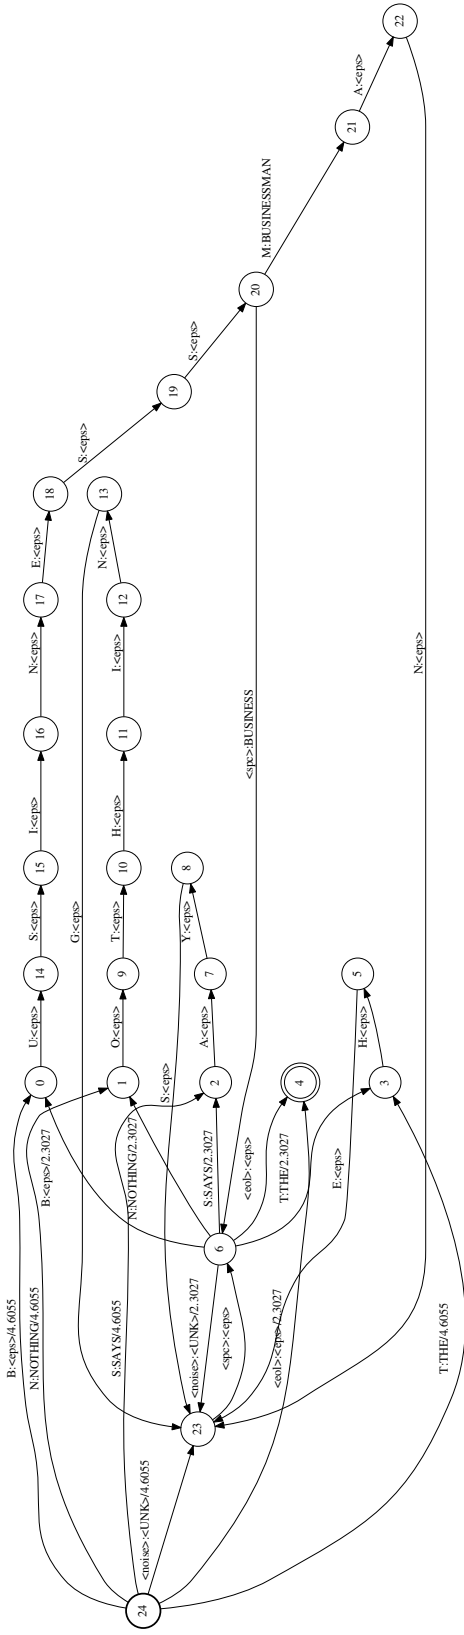 24
B:<eps>/4.6055
N:NOTHING/4.6055
S:SAYS/4.6055
<noise>:<UNK>/4.6055
<eol>:<eps>/2.3027
T:THE/4.6055
23
<spc>:<eps>
6
B:<eps>/2.3027
N:NOTHING/2.3027
S:SAYS/2.3027
<noise>:<UNK>/2.3027
<eol>:<eps>
T:THE/2.3027
0
U:<eps>
14
S:<eps>
15
I:<eps>
16
N:<eps>
17
E:<eps>
18
S:<eps>
19
S:<eps>
20
<spc>:BUSINESS
M:BUSINESSMAN
21
A:<eps>
22
N:<eps>
1
O:<eps>
9
T:<eps>
10
H:<eps>
11
I:<eps>
12
N:<eps>
13
G:<eps>
2
A:<eps>
7
Y:<eps>
8
S:<eps>
4
3
H:<eps>
5
E:<eps>